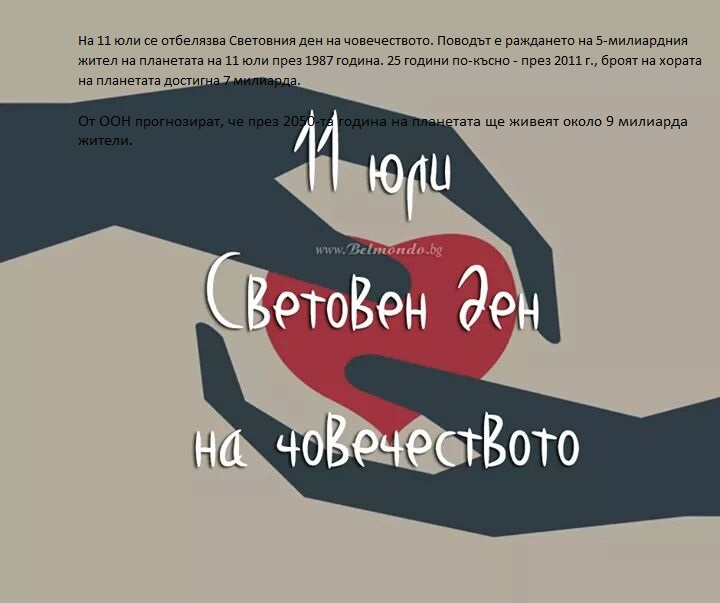 На 11 юли се отбелязва Световния ден на човечеството. Поводът е раждането на 5-милиардния
жител на планетата на 11 юли през 1987 година. 25 години по-късно - през 2011 г., броят на хората
на планетата достигна 7 милиарда.
От ООН прогнозират, че през 2050-та година на планетата ще живеят около 9 милиарда
жители.
11 юли
www.Belmondo.bg
Световен ден
на човечеството